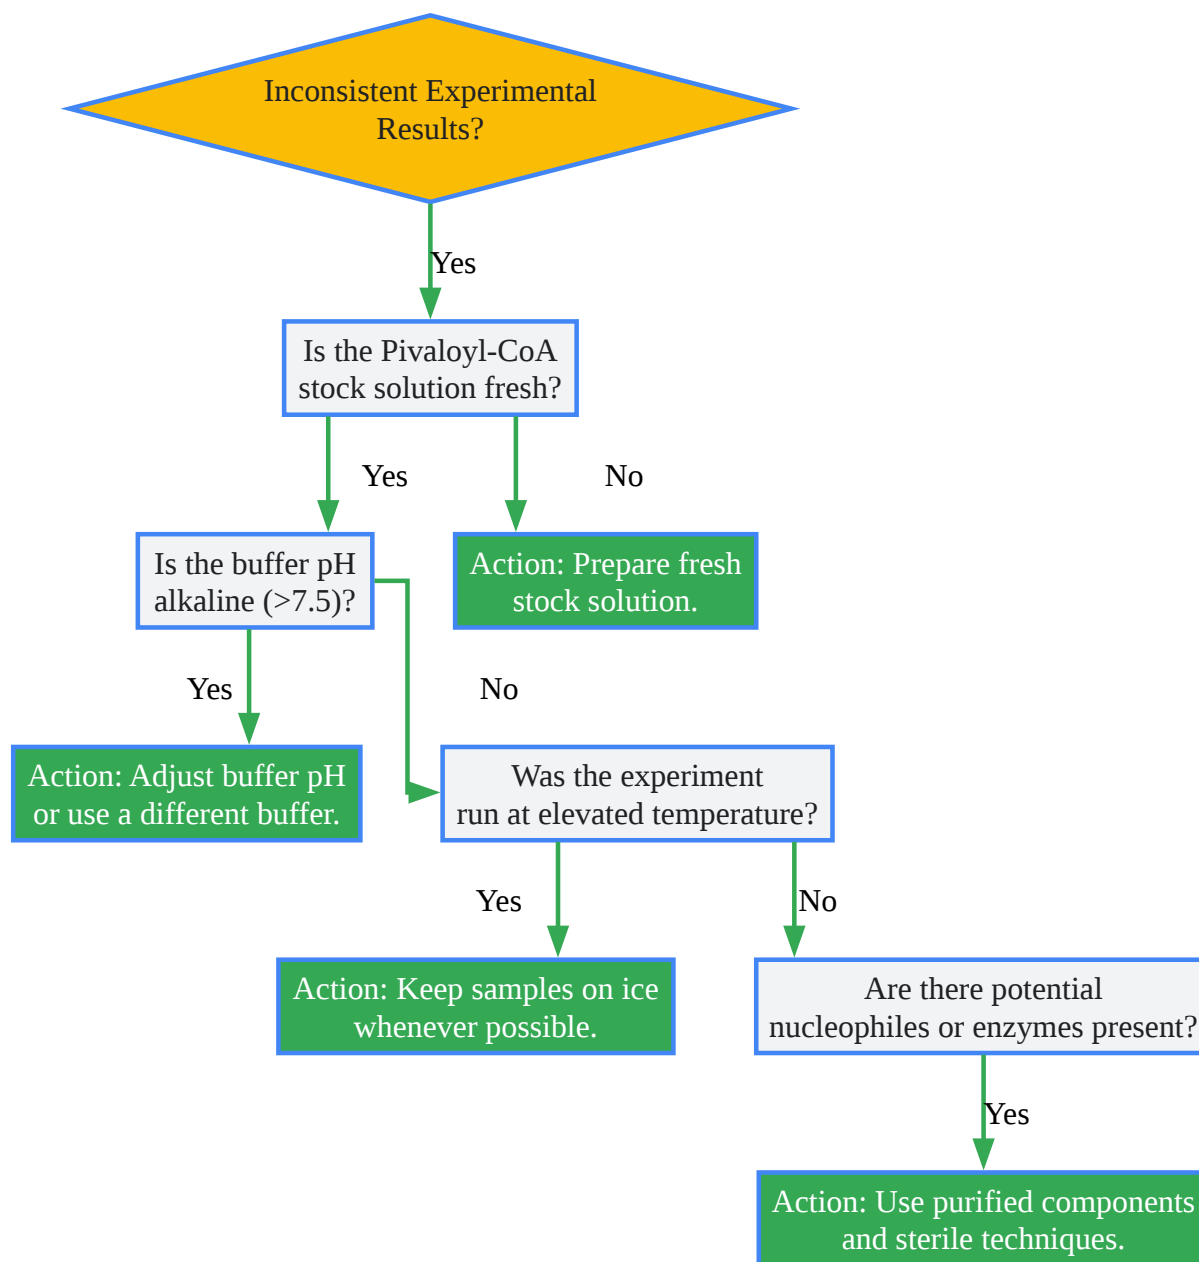 Inconsistent Experimental
Results?
Yes
Is the Pivaloyl-CoA
stock solution fresh?
Yes
No
Is the buffer pH
alkaline (>7.5)?
Action: Prepare fresh
stock solution.
Yes
No
Action: Adjust buffer pH
or use a different buffer.
Was the experiment
run at elevated temperature?
Yes
No
Action: Keep samples on ice
whenever possible.
Are there potential
nucleophiles or enzymes present?
Yes
Action: Use purified components
and sterile techniques.